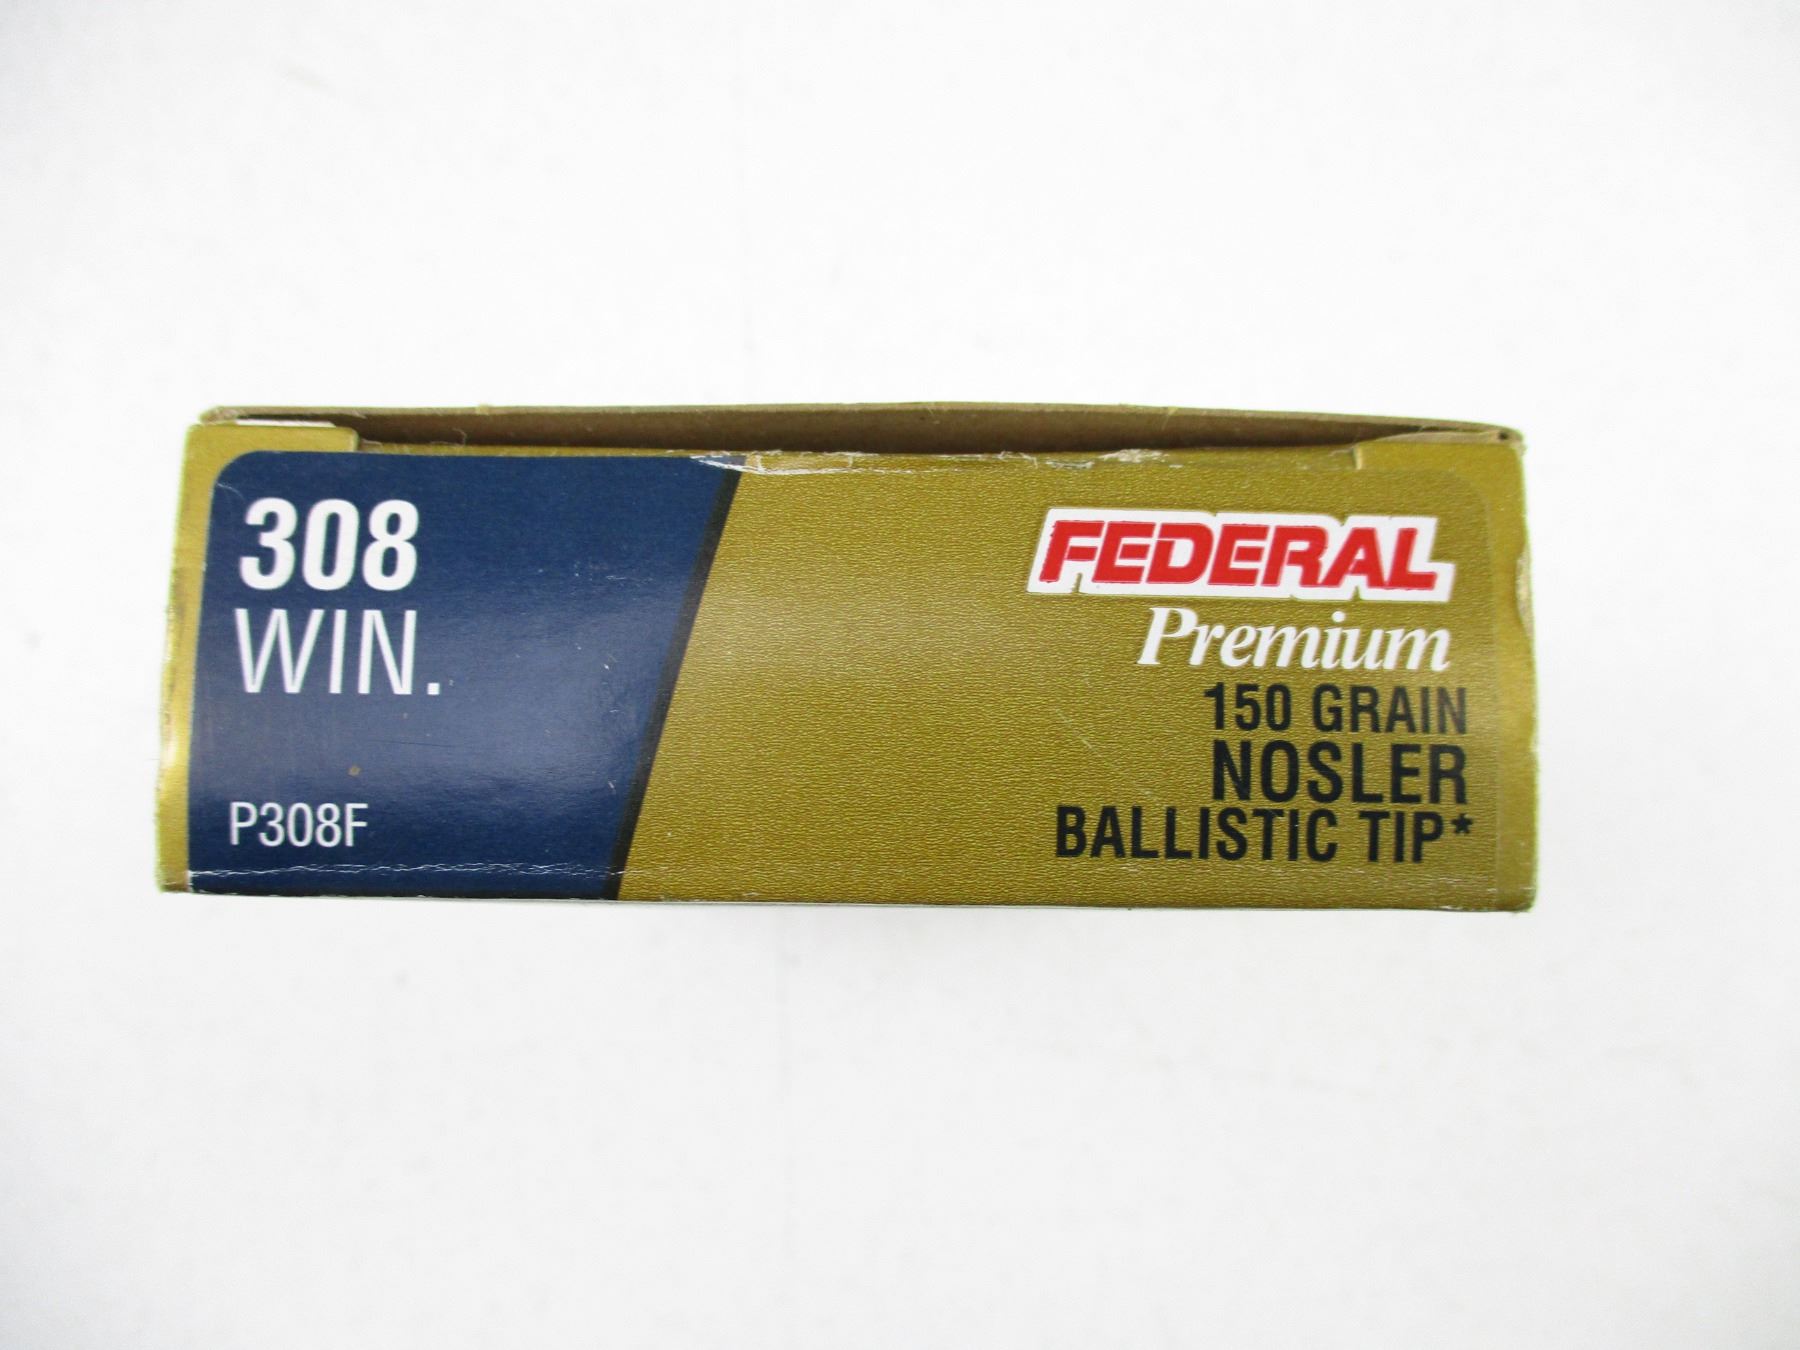 308
WIN.
P308F
FEDERAL
Premium
150 GRAIN
NOSLER
BALLISTIC TIP*